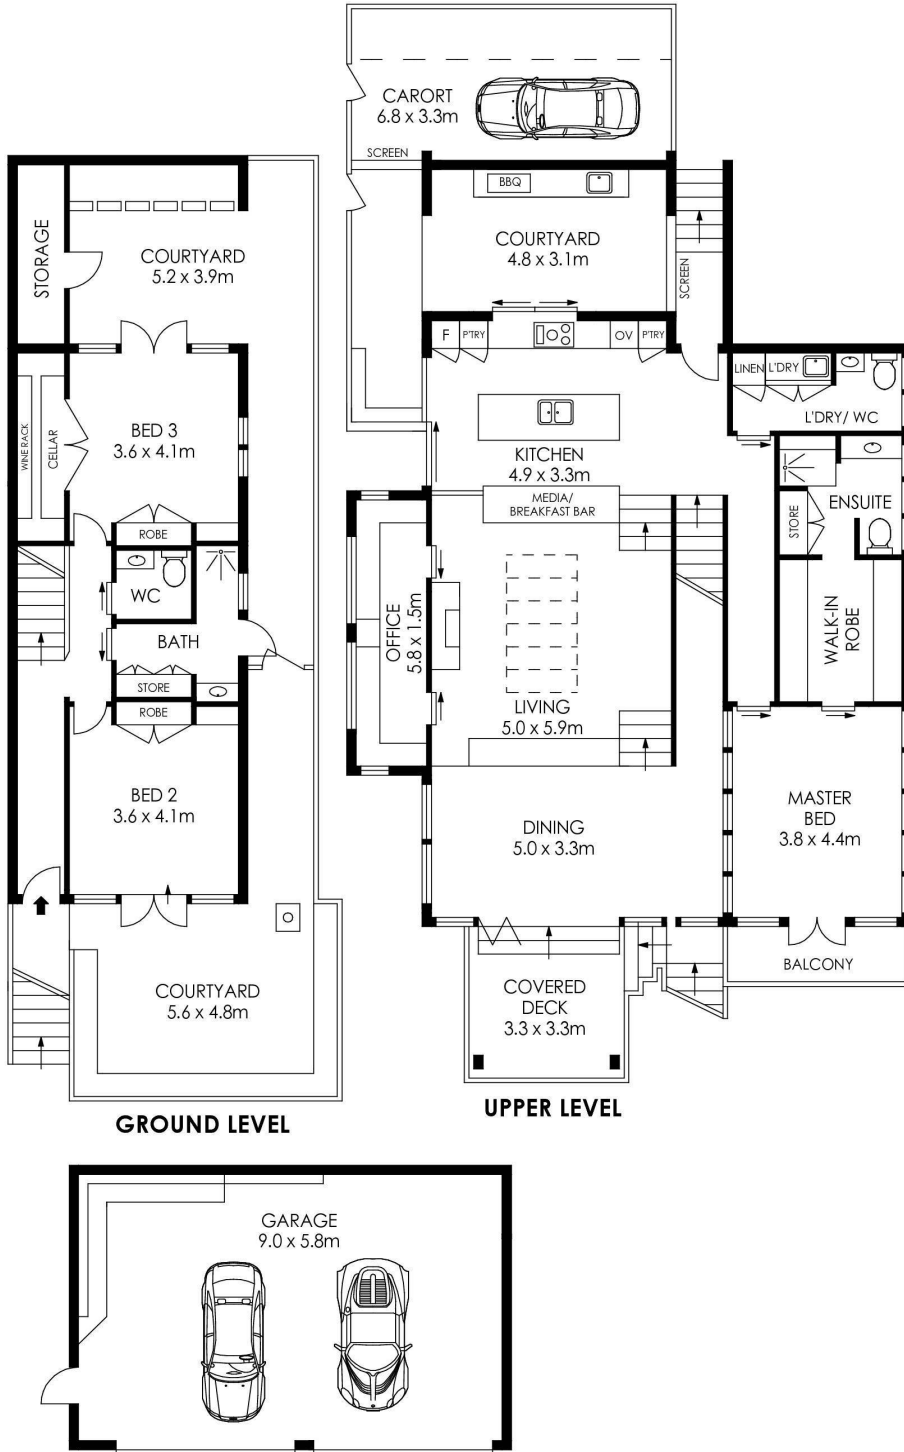 CARORT
6.8 x 3.3m
SCREEN
BBQ
COURTYARD
4.8 x 3.1m
SCREEN
F
P'TRY
OV
P'TRY
LINEN
L'DRY
L'DRY/ WC
KITCHEN
4.9 x 3.3m
MEDIA/
BREAKFAST BAR
ENSUITE
STORE
OFFICE
5.8 x 1.5m
WALK-IN
ROBE
LIVING
5.0 x 5.9m
DINING
5.0 x 3.3m
MASTER
BED
3.8 x 4.4m
BALCONY
COVERED
DECK
3.3 x 3.3m
UPPER LEVEL
STORAGE
COURTYARD
5.2 x 3.9m
WINE RACK
CELLAR
BED 3
3.6 x 4.1m
ROBE
WC
BATH
STORE
ROBE
BED 2
3.6 x 4.1m
COURTYARD
5.6 x 4.8m
GROUND LEVEL
GARAGE
9.0 x 5.8m